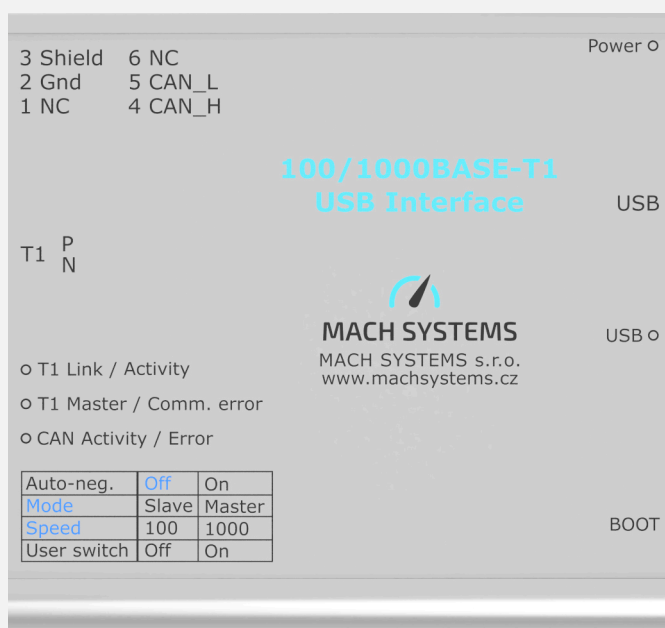 3 Shield 6 NC
2 Gnd 5 CAN_L
1 NC 4 CAN_H
Power
100/1000BASE-T1
USB Interface
USB
T1 P
N
MACH SYSTEMS
MACH SYSTEMS s.r.o.
www.machsystems.cz
USB
T1 Link / Activity
T1 Master / Comm. error
CAN Activity / Error
Auto-neg. Off On
Mode Slave Master
Speed 100 1000
User switch Off On
BOOT